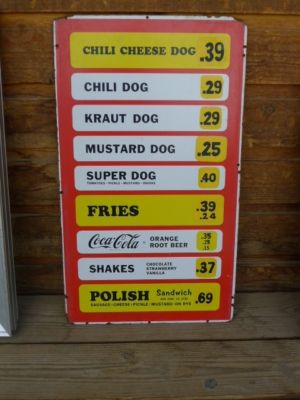 CHILI CHEESE DOG .39
CHILI DOG .29
KRAUT DOG .29
MUSTARD DOG .25
SUPER DOG .40
TOMATOES - PICKLE - MUSTARD - ONIONS
FRIES .39
.24
Coca-Cola - ORANGE ROOT BEER .35
.15
SHAKES CHOCOLATE STRAWBERRY VANILLA .37
POLISH Sandwich .69
SAUSAGE - CHEESE - PICKLE - MUSTARD - ON RYE